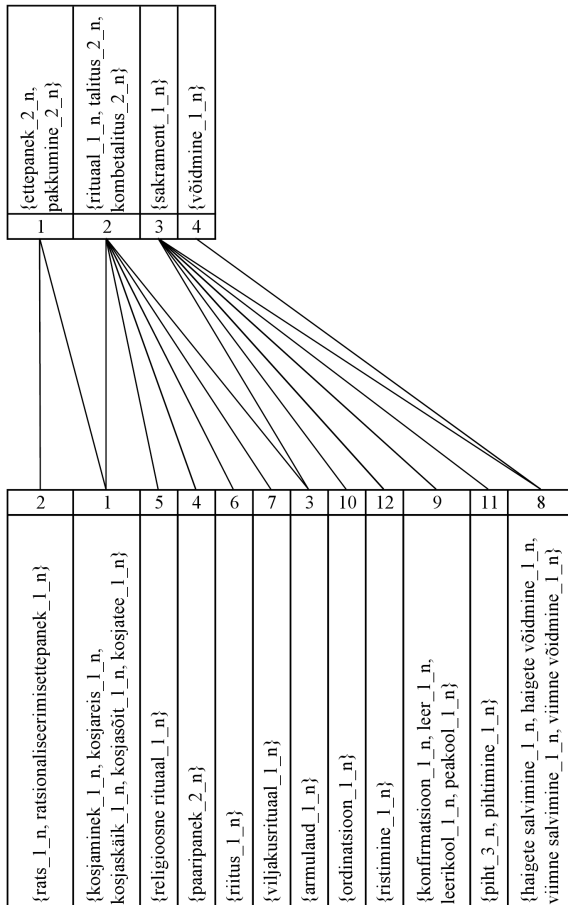 {ettepanek_2_n,
pakkumine_2_n}
{rituaal_1_n, talitus_2_n,
kombetalitus_2_n}
{sakrament_1_n}
{võidmine_1_n}
1
2
3
4
2
1
5
4
6
7
3
10
12
9
11
8
{rats_1_n, ratsionaliseerimisettepanek_1_n}
{kosjaminek_1_n, kosjareis_1_n,
kosjaskäik_1_n, kosjasõit_1_n, kosjatee_1_n}
{religioosne rituaal_1_n}
{paaripanek_2_n}
{riitus_1_n}
{viljakusrituaal_1_n}
{armulaud_1_n}
{ordinatsioon_1_n}
{ristimine_1_n}
{konfirmatsioon_1_n, leer_1_n,
leerikool_1_n, peakool_1_n}
{piht_3_n, pihtimine_1_n}
{haigete salvimine_1_n, haigete võidmine_1_n,
viimne salvimine_1_n, viimne võidmine_1_n}